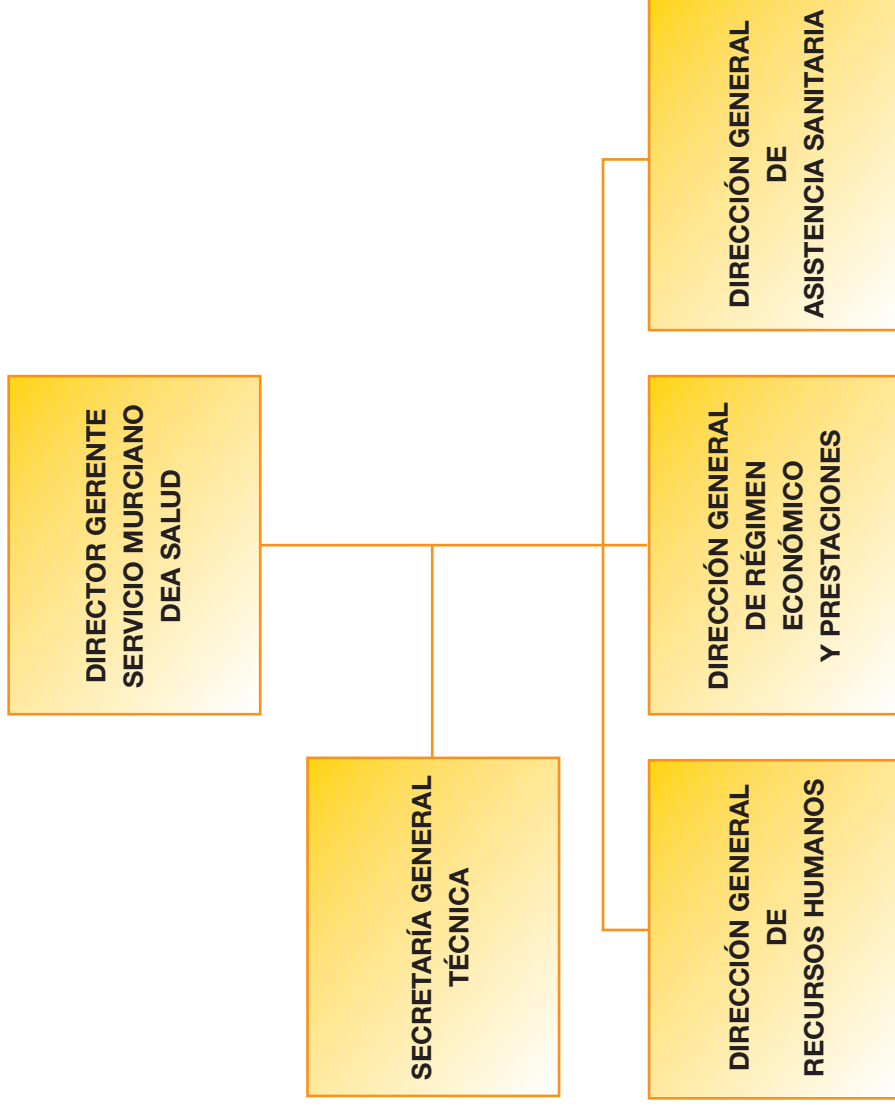 DIRECTOR GERENTE
SERVICIO MURCIANO
DEA SALUD
SECRETARÍA GENERAL
TÉCNICA
DIRECCIÓN GENERAL
DE
RECURSOS HUMANOS
DIRECCIÓN GENERAL
DE RÉGIMEN
ECONÓMICO
Y PRESTACIONES
DIRECCIÓN GENERAL
DE
ASISTENCIA SANITARIA